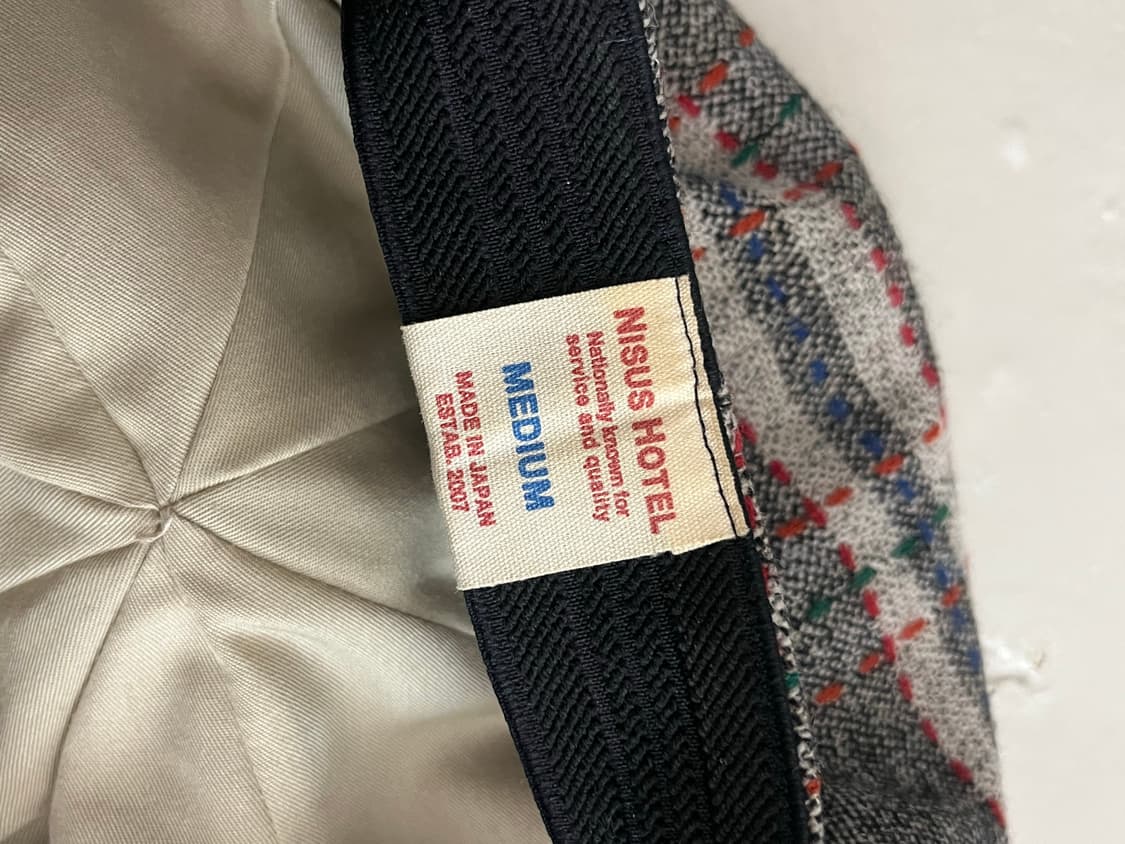 NISUS HOTEL
Nationally known for
service and quality
MEDIUM
MADE IN JAPAN
ESTAB. 2007